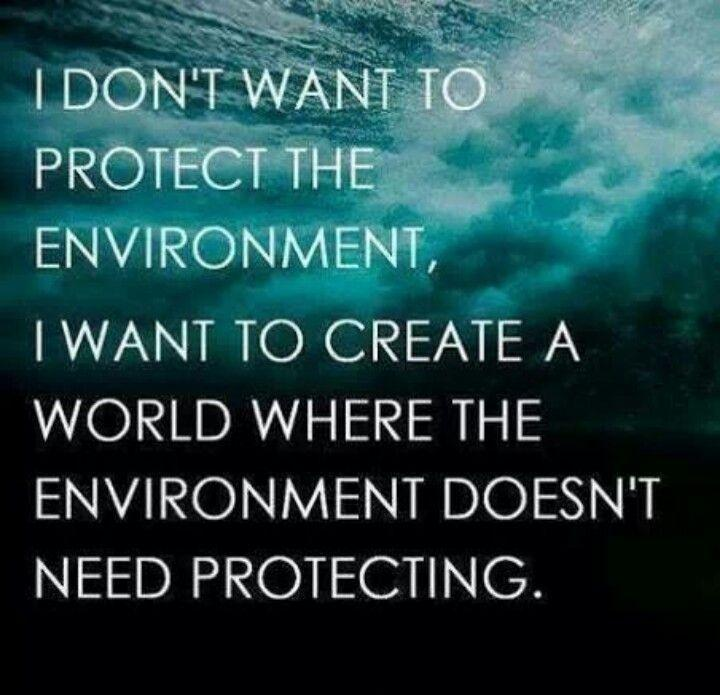 I DON'T WANT TO
PROTECT THE
ENVIRONMENT,
I WANT TO CREATE A
WORLD WHERE THE
ENVIRONMENT DOESN'T
NEED PROTECTING.